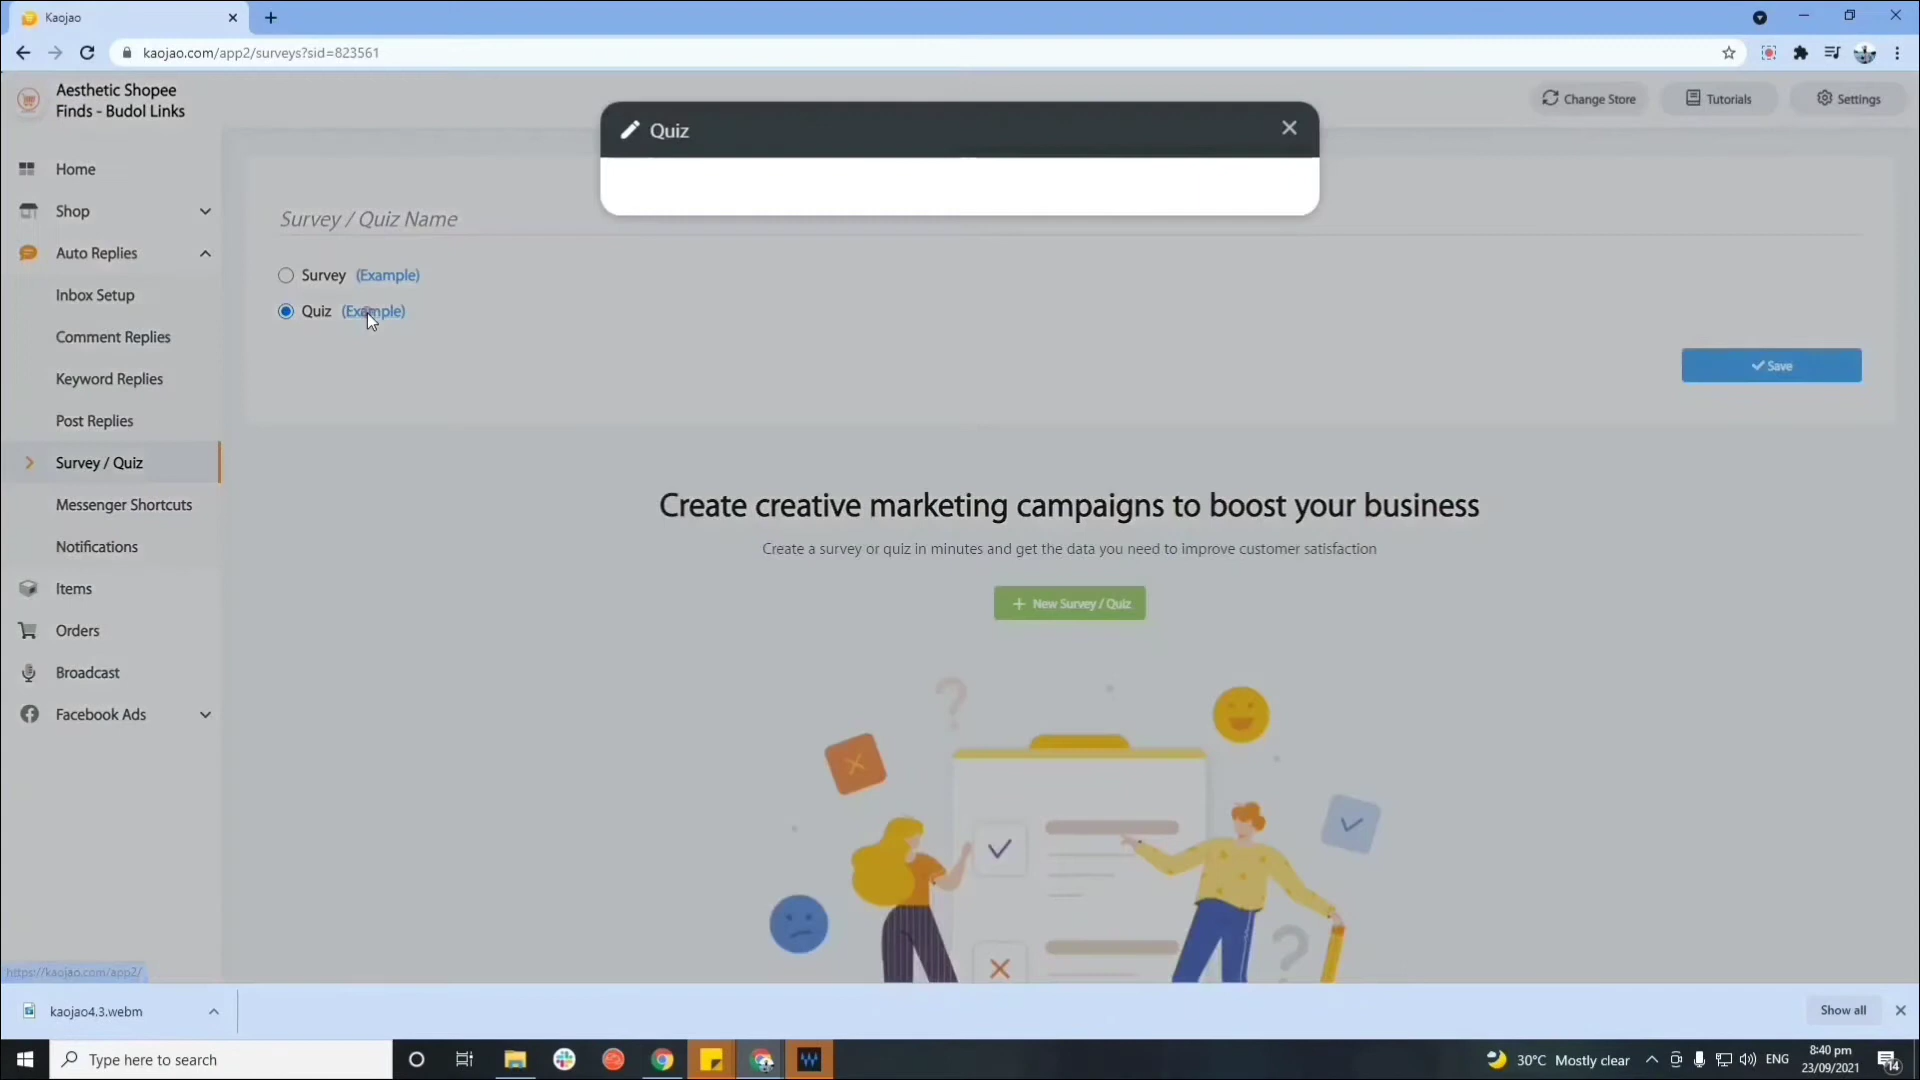 Kaojao
kaojao.com/app2/surveys?sid=823561
Aesthetic Shopee
Finds - Budol Links
Change Store
Tutorials
Settings
Quiz
Home
Shop
Auto Replies
Inbox Setup
Comment Replies
Keyword Replies
Post Replies
Survey / Quiz
Messenger Shortcuts
Notifications
Items
Orders
Broadcast
Facebook Ads
Survey / Quiz Name
Survey (Example)
Quiz (Example)
Save
Create creative marketing campaigns to boost your business
Create a survey or quiz in minutes and get the data you need to improve customer satisfaction
+ New Survey / Quiz
https://kaojao.com/app2/
kaojao4.3.webm
Show all
Type here to search
30°C Mostly clear
ENG
8:40 pm
23/09/2021
14